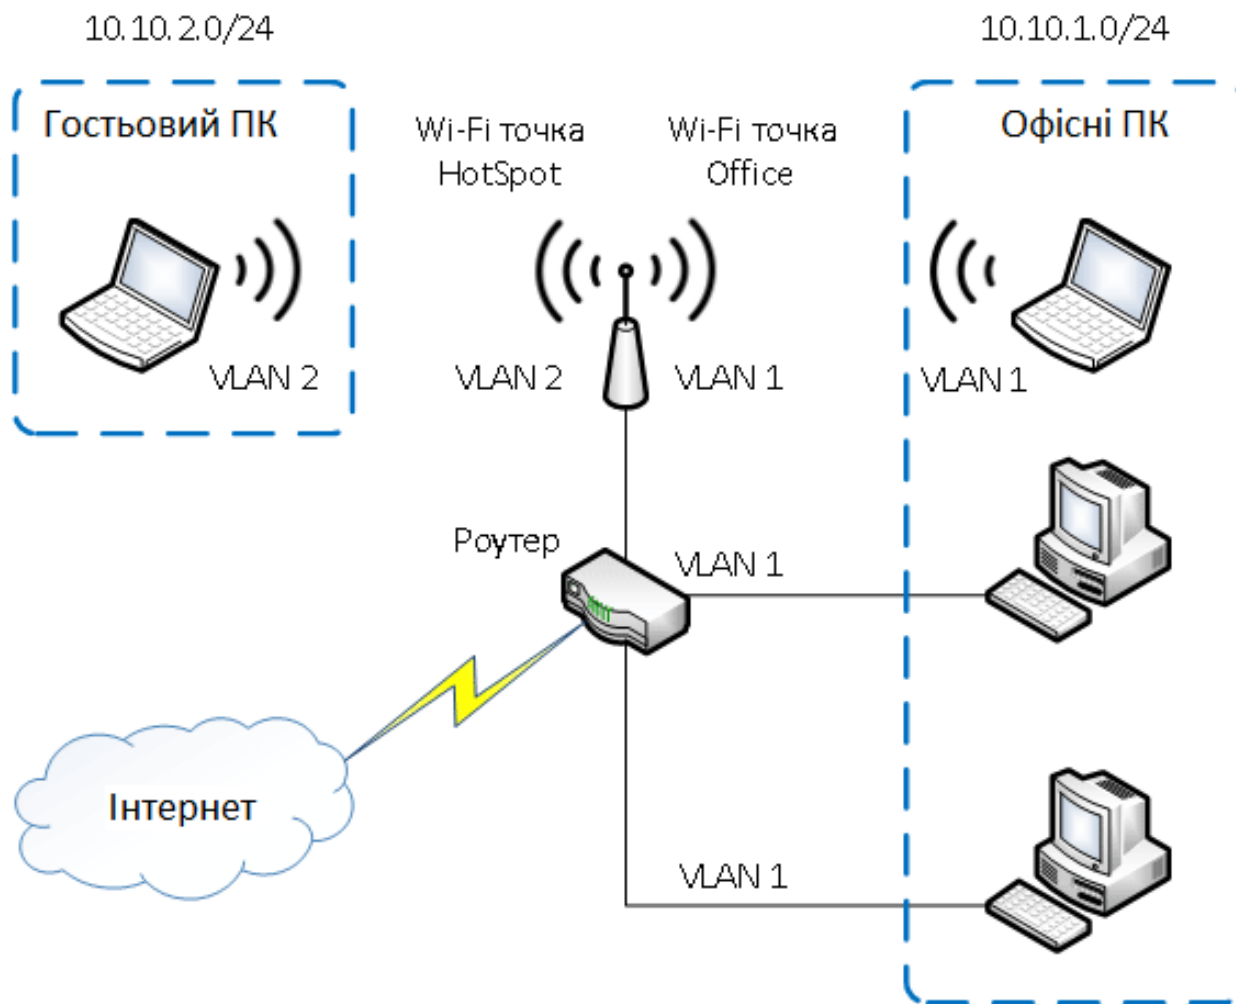 10.10.2.0/24
10.10.1.0/24
Гостьовий ПК
Wi-Fi точка
HotSpot
Wi-Fi точка
Office
Офісні ПК
VLAN 2
VLAN 2
VLAN 1
VLAN 1
Роутер
VLAN 1
Інтернет
VLAN 1